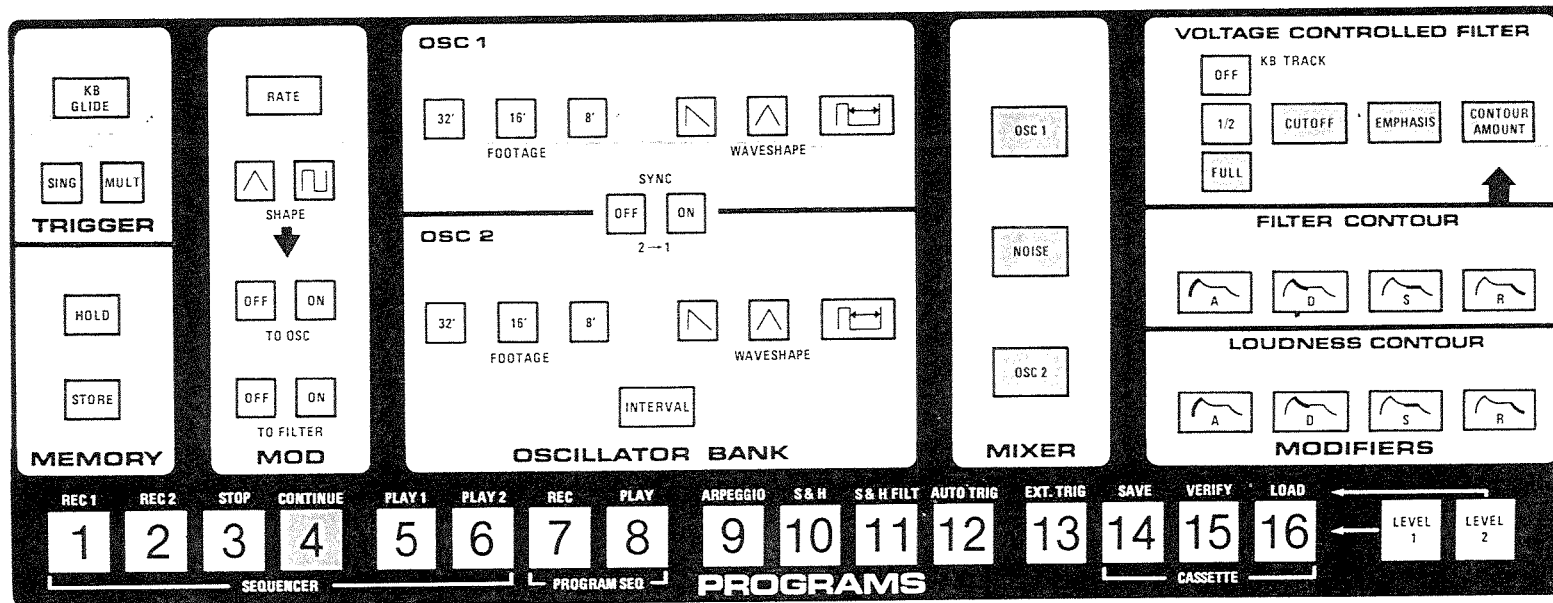 KB
GLIDE
SING MULT
TRIGGER
HOLD
STORE
MEMORY
RATE
SHAPE
OFF ON
TO OSC
OFF ON
TO FILTER
MOD
OSC 1
32' 16' 8'
FOOTAGE WAVESHAPE
SYNC
OFF ON
2→1
OSC 2
32' 16' 8'
FOOTAGE WAVESHAPE
INTERVAL
OSCILLATOR BANK
OSC 1
NOISE
OSC 2
MIXER
VOLTAGE CONTROLLED FILTER
OFF KB TRACK
1/2 CUTOFF EMPHASIS CONTOUR
AMOUNT
FULL
FILTER CONTOUR
A D S R
LOUDNESS CONTOUR
A D S R
MODIFIERS
REC 1 REC 2 STOP CONTINUE PLAY 1 PLAY 2 REC PLAY ARPEGGIO S & H S & H FILT AUTO TRIG EXT. TRIG SAVE VERIFY LOAD
1 2 3 4 5 6 7 8 9 10 11 12 13 14 15 16 LEVEL
1 LEVEL
2
SEQUENCER PROGRAM SEQ PROGRAMS CASSETTE